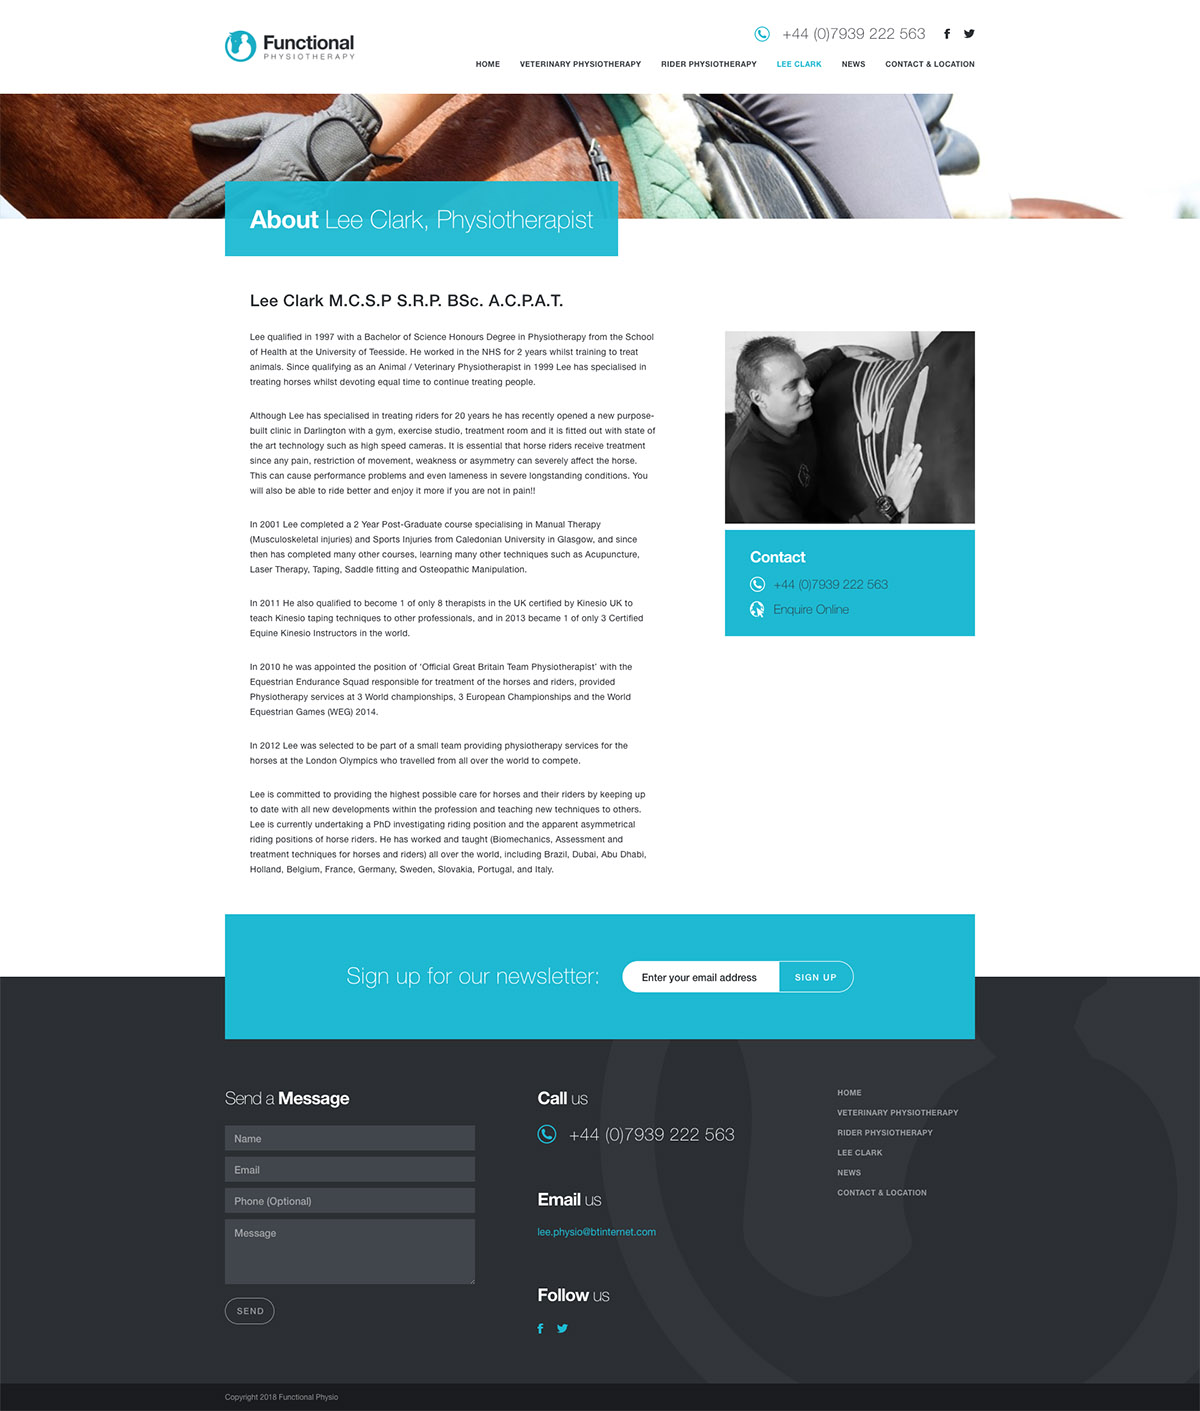 Functional
PHYSIOTHERAPY
+44 (0)7939 222 563
HOME VETERINARY PHYSIOTHERAPY RIDER PHYSIOTHERAPY LEE CLARK NEWS CONTACT & LOCATION
About Lee Clark, Physiotherapist
Lee Clark M.C.S.P S.R.P. BSc. A.C.P.A.T.
Lee qualified in 1997 with a Bachelor of Science Honours Degree in Physiotherapy from the School
of Health at the University of Teesside. He worked in the NHS for 2 years whilst training to treat
animals. Since qualifying as an Animal / Veterinary Physiotherapist in 1999 Lee has specialised in
treating horses whilst devoting equal time to continue treating people.
Although Lee has specialised in treating riders for 20 years he has recently opened a new purpose-
built clinic in Darlington with a gym, exercise studio, treatment room and it is fitted out with state of
the art technology such as high speed cameras. It is essential that horse riders receive treatment
since any pain, restriction of movement, weakness or asymmetry can severely affect the horse.
This can cause performance problems and even lameness in severe longstanding conditions. You
will also be able to ride better and enjoy it more if you are not in pain!!
In 2001 Lee completed a 2 Year Post-Graduate course specialising in Manual Therapy
(Musculoskeletal injuries) and Sports Injuries from Caledonian University in Glasgow, and since
then has completed many other courses, learning many other techniques such as Acupuncture,
Laser Therapy, Taping, Saddle fitting and Osteopathic Manipulation.
In 2011 He also qualified to become 1 of only 8 therapists in the UK certified by Kinesio UK to
teach Kinesio taping techniques to other professionals, and in 2013 became 1 of only 3 Certified
Equine Kinesio Instructors in the world.
In 2010 he was appointed the position of ‘Official Great Britain Team Physiotherapist’ with the
Equestrian Endurance Squad responsible for treatment of the horses and riders, provided
Physiotherapy services at 3 World championships, 3 European Championships and the World
Equestrian Games (WEG) 2014.
In 2012 Lee was selected to be part of a small team providing physiotherapy services for the
horses at the London Olympics who travelled from all over the world to compete.
Lee is committed to providing the highest possible care for horses and their riders by keeping up
to date with all new developments within the profession and teaching new techniques to others.
Lee is currently undertaking a PhD investigating riding position and the apparent asymmetrical
riding positions of horse riders. He has worked and taught (Biomechanics, Assessment and
treatment techniques for horses and riders) all over the world, including Brazil, Dubai, Abu Dhabi,
Holland, Belgium, France, Germany, Sweden, Slovakia, Portugal, and Italy.
Contact
+44 (0)7939 222 563
Enquire Online
Sign up for our newsletter: Enter your email address SIGN UP
Send a Message
Name
Email
Phone (Optional)
Message
SEND
Call us
+44 (0)7939 222 563
Email us
lee.physio@btinternet.com
Follow us
HOME
VETERINARY PHYSIOTHERAPY
RIDER PHYSIOTHERAPY
LEE CLARK
NEWS
CONTACT & LOCATION
Copyright 2018 Functional Physio